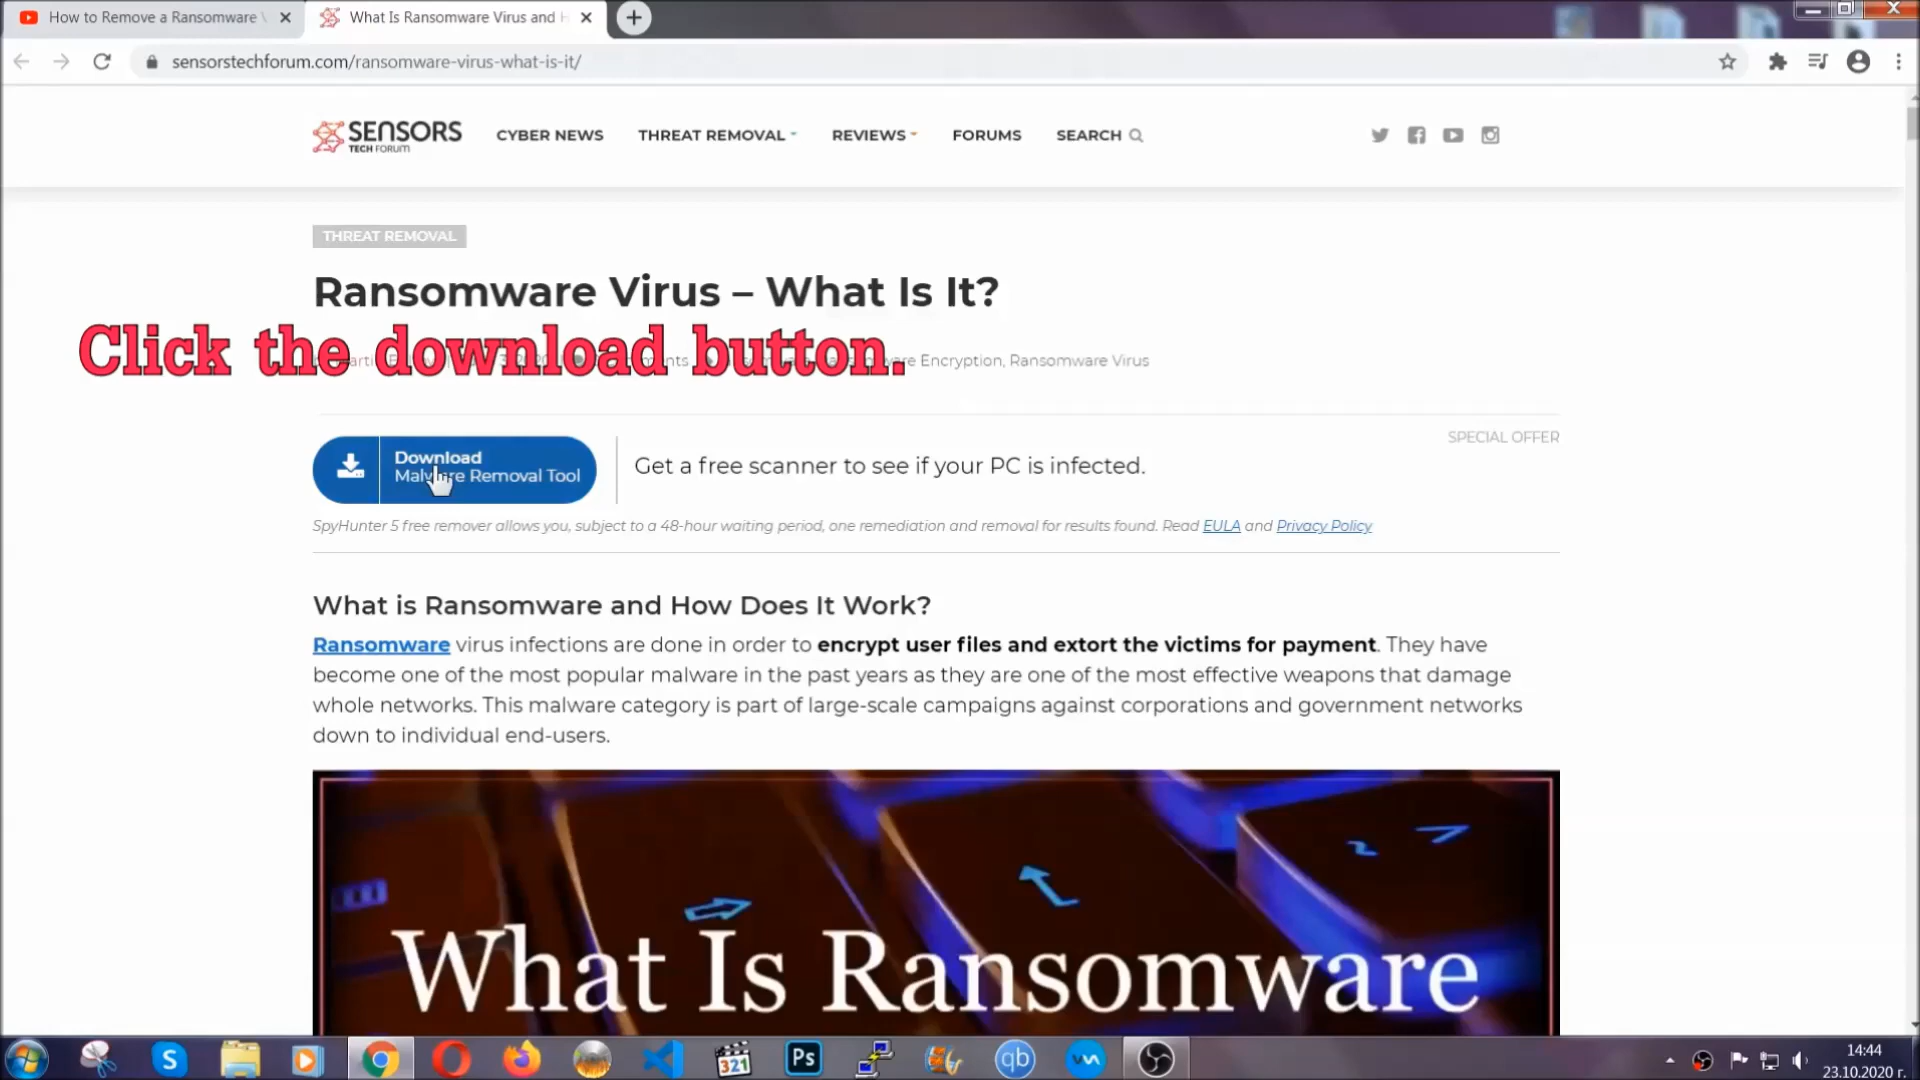 How to Remove a Ransomware
What Is Ransomware Virus and
sensorstechforum.com/ransomware-virus-what-is-it/
SENSORS
TECH FORUM
CYBER NEWS THREAT REMOVAL REVIEWS FORUMS SEARCH
THREAT REMOVAL
Ransomware Virus – What Is It?
Click the download button.
Encryption, Ransomware Virus
SPECIAL OFFER
Download
Malware Removal Tool
Get a free scanner to see if your PC is infected.
SpyHunter 5 free remover allows you, subject to a 48-hour waiting period, one remediation and removal for results found. Read EULA and Privacy Policy
What is Ransomware and How Does It Work?
Ransomware virus infections are done in order to encrypt user files and extort the victims for payment. They have
become one of the most popular malware in the past years as they are one of the most effective weapons that damage
whole networks. This malware category is part of large-scale campaigns against corporations and government networks
down to individual end-users.
What Is Ransomware
S
321
Ps
qb
14:44
23.10.2020 г.